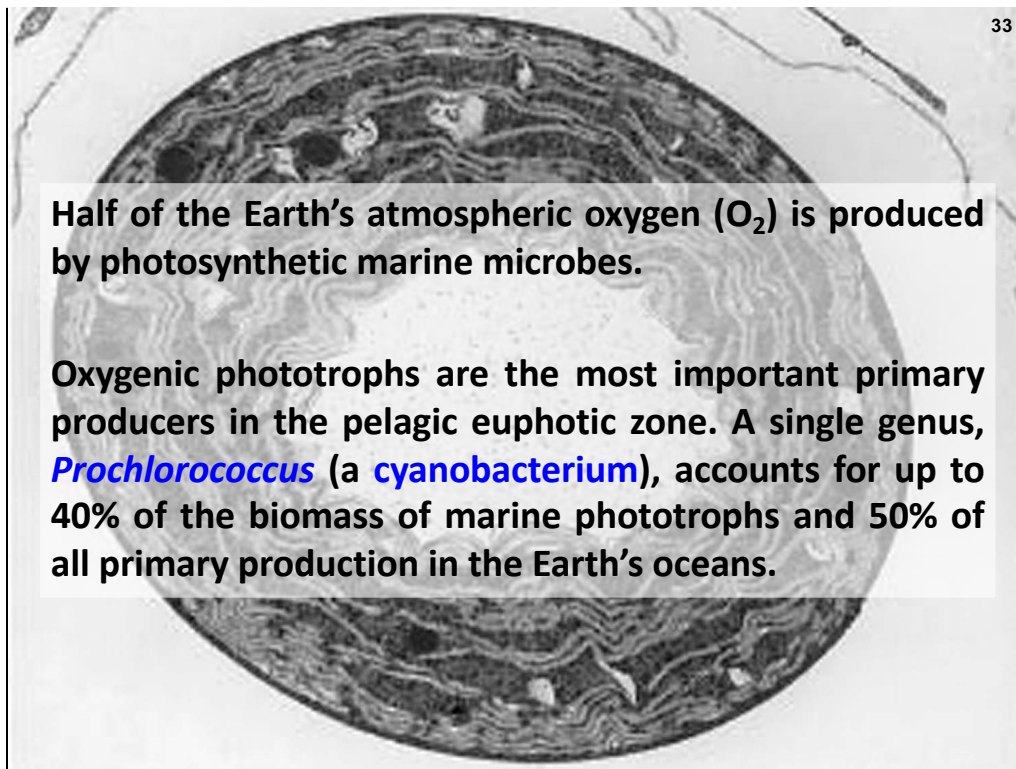 33
Half of the Earth’s atmospheric oxygen (O₂) is produced
by photosynthetic marine microbes.
Oxygenic phototrophs are the most important primary
producers in the pelagic euphotic zone. A single genus,
Prochlorococcus (a cyanobacterium), accounts for up to
40% of the biomass of marine phototrophs and 50% of
all primary production in the Earth’s oceans.